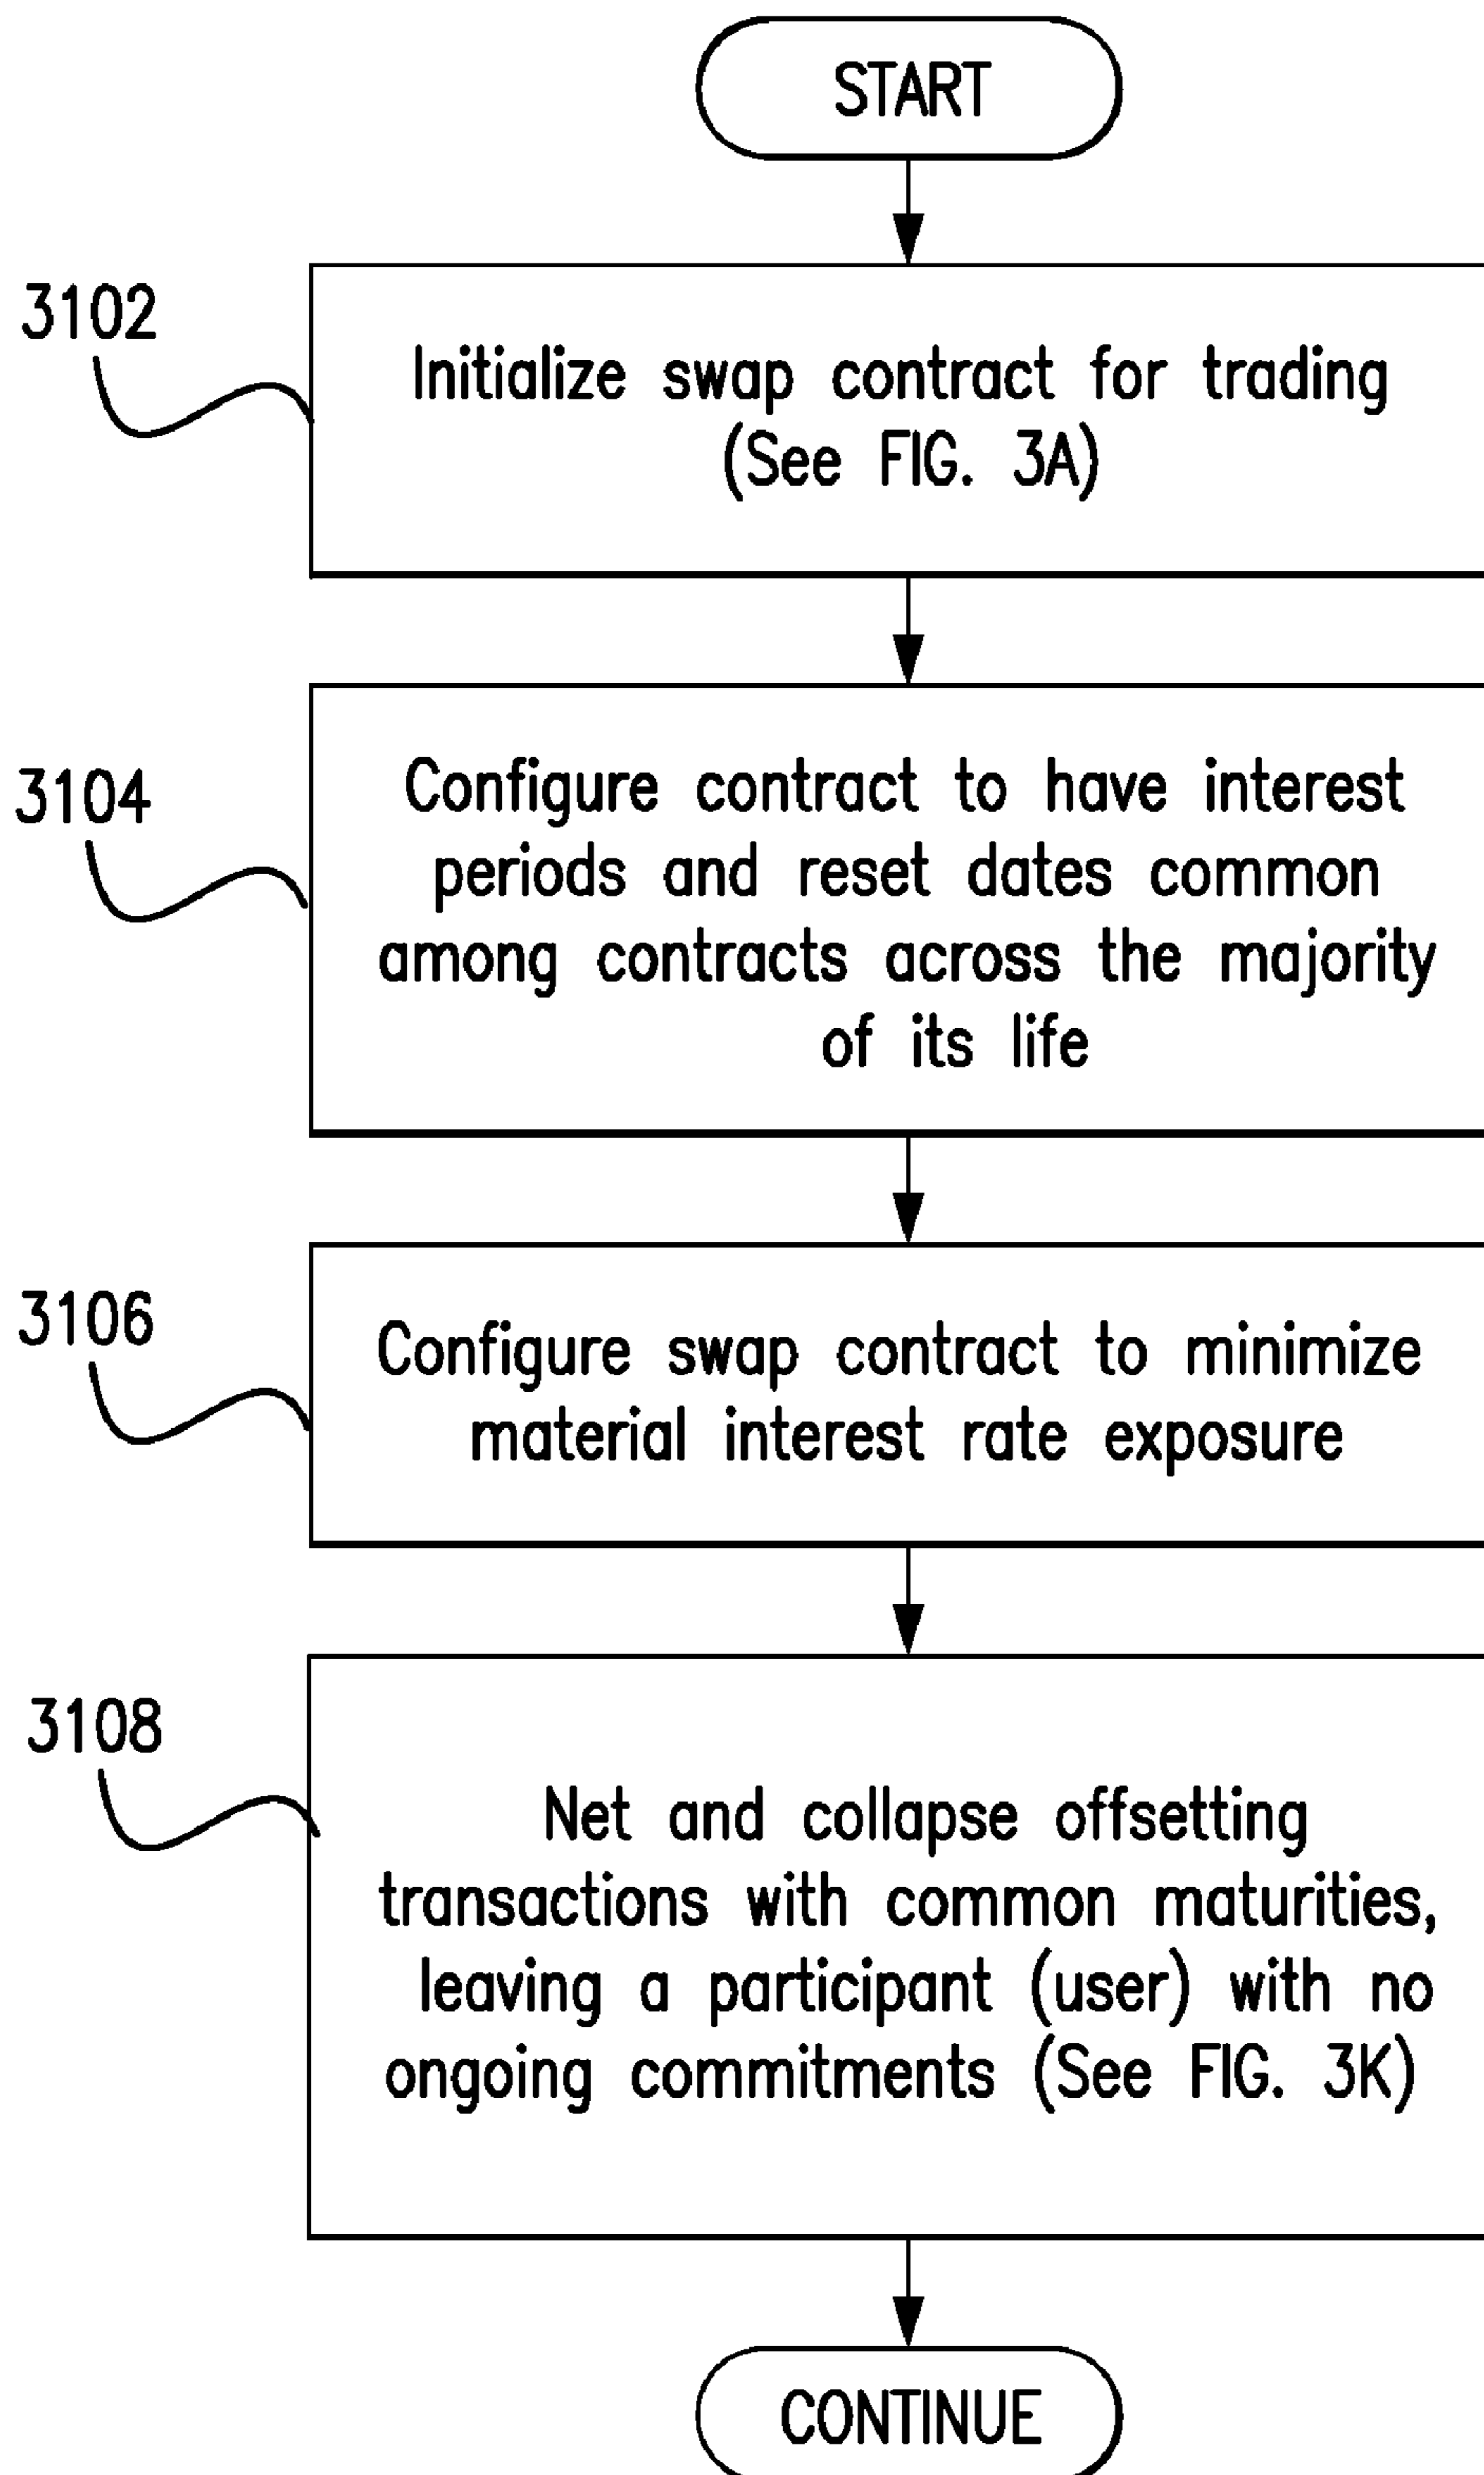 START
3102
Initialize swap contract for trading
(See FIG. 3A)
3104
Configure contract to have interest
periods and reset dates common
among contracts across the majority
of its life
3106
Configure swap contract to minimize
material interest rate exposure
3108
Net and collapse offsetting
transactions with common maturities,
leaving a participant (user) with no
ongoing commitments (See FIG. 3K)
CONTINUE